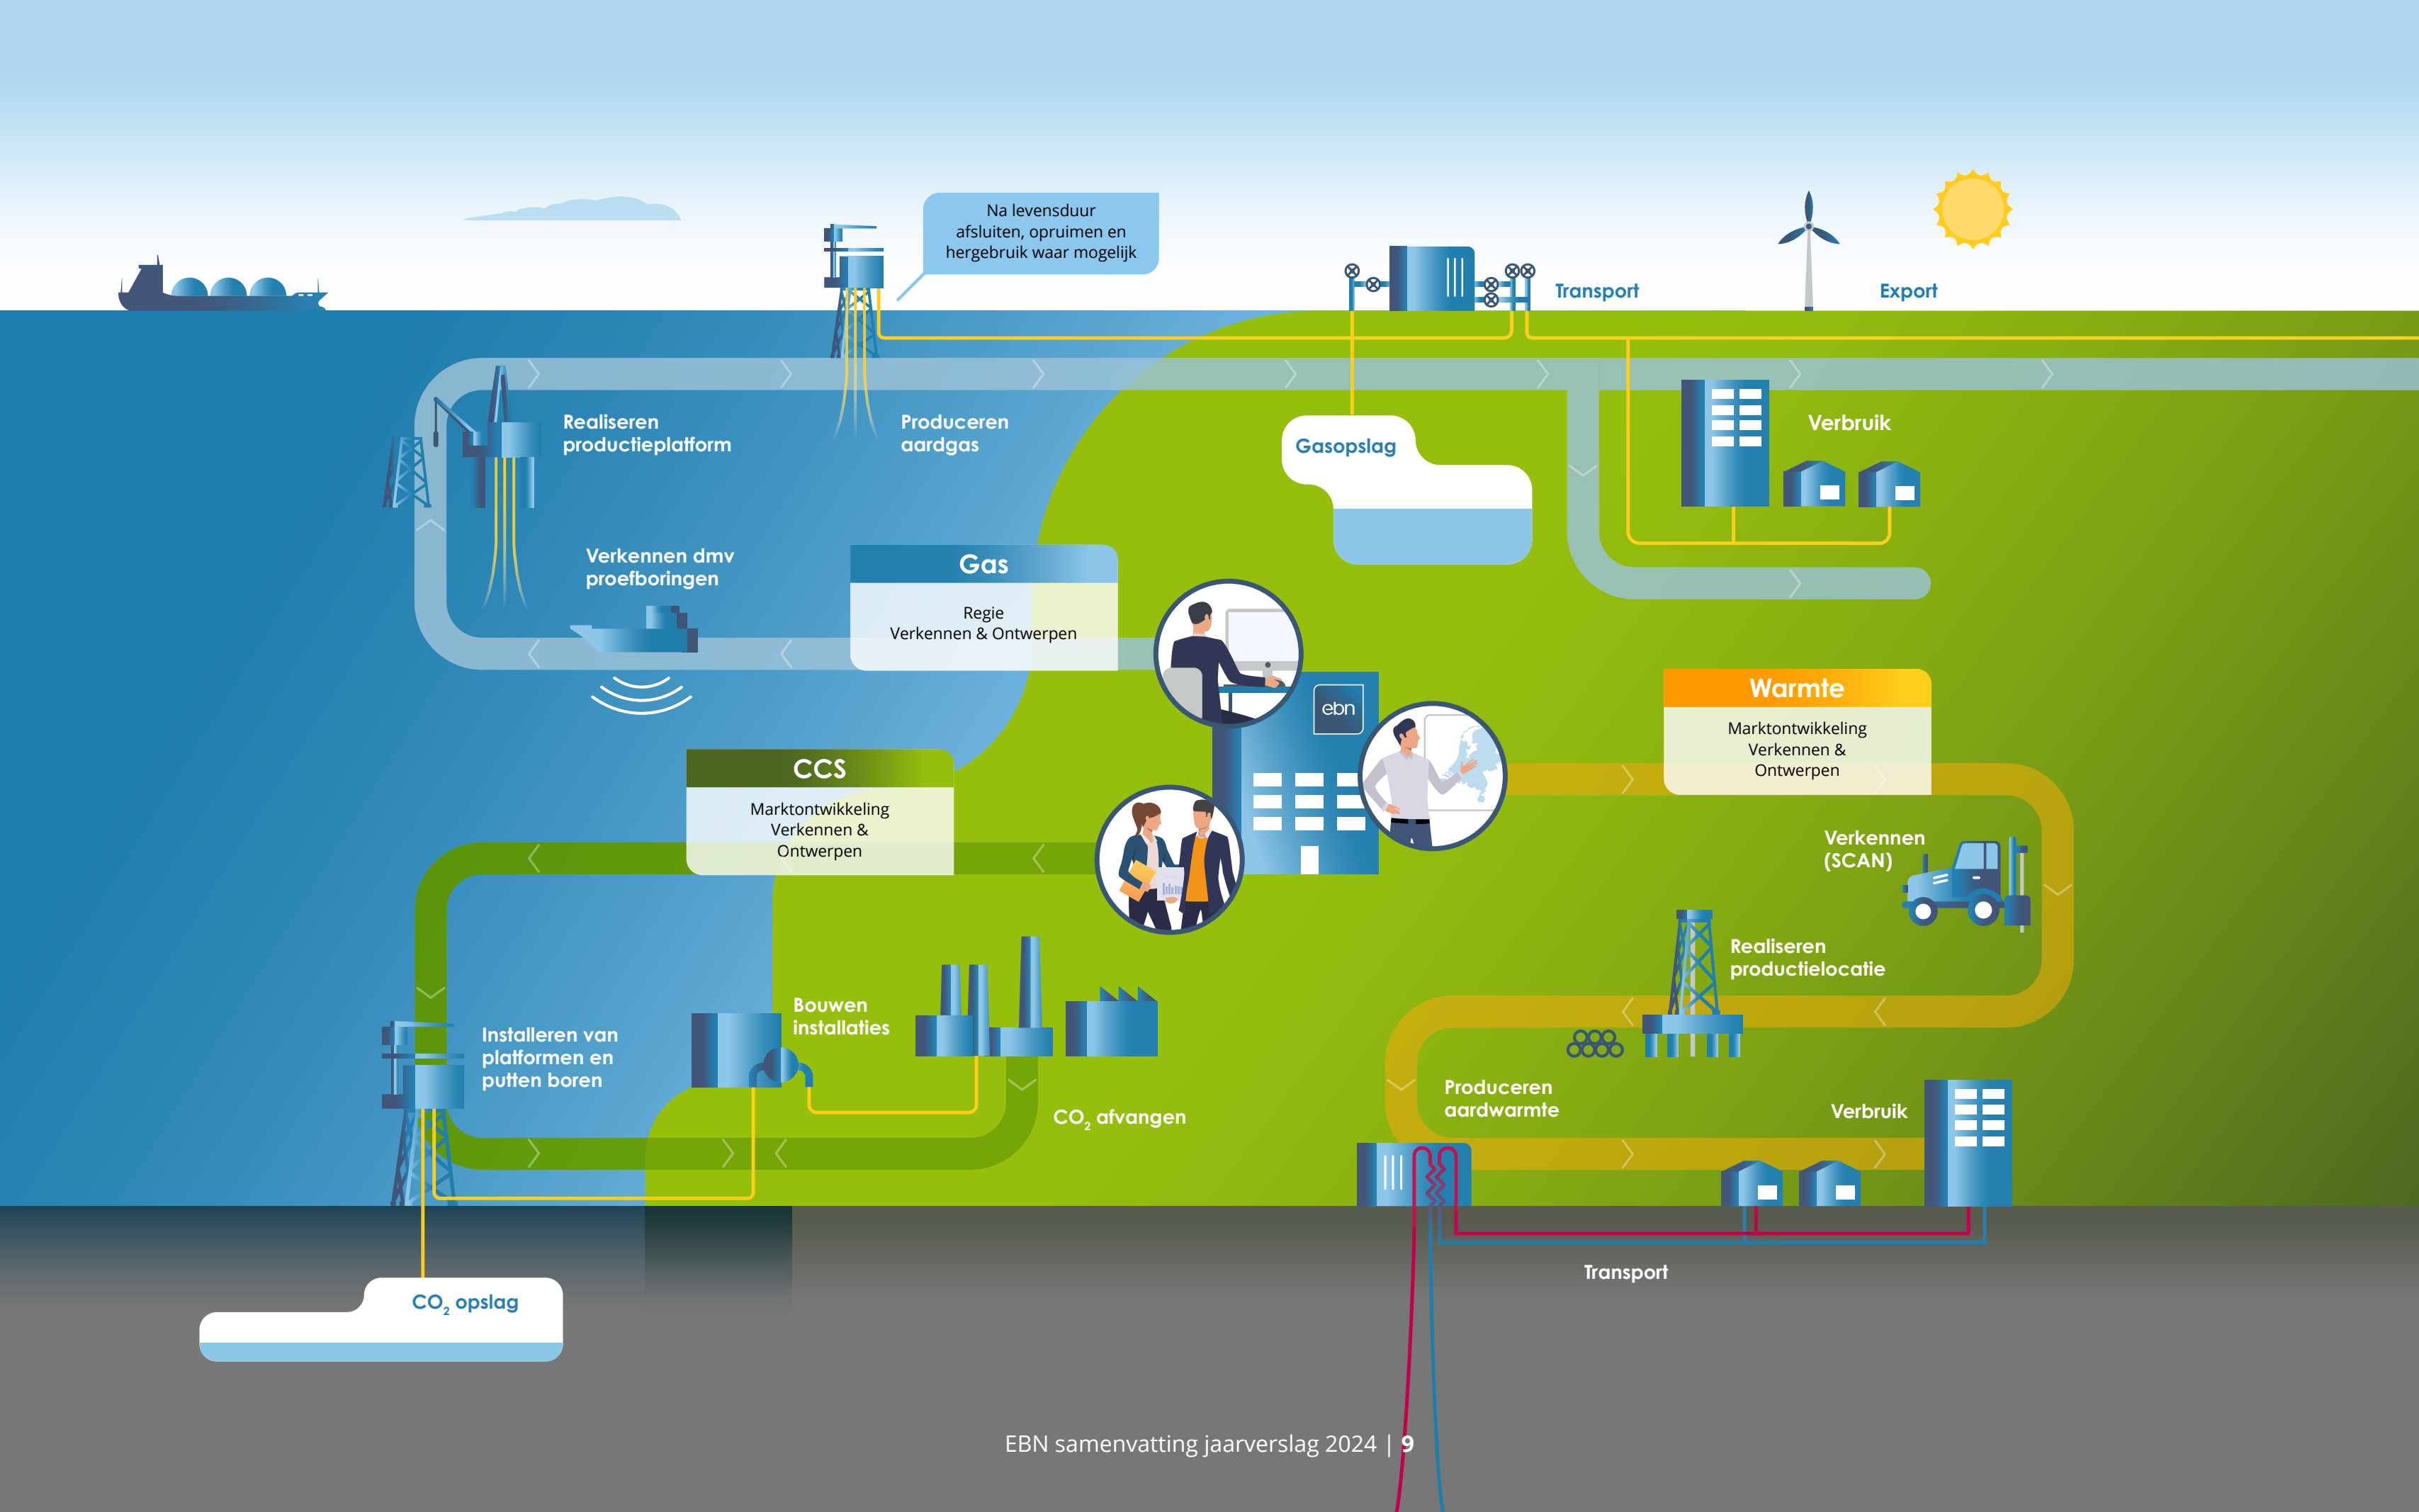 Na levensduur
afsluiten, opruimen en
hergebruik waar mogelijk
Transport
Export
Realiseren
productieplatform
Produceren
aardgas
Gasopslag
Verbruik
Verkennen dmv
proefboringen
Gas
Regie
Verkennen & Ontwerpen
ebn
Warmte
Marktontwikkeling
Verkennen &
Ontwerpen
CCS
Marktontwikkeling
Verkennen &
Ontwerpen
Verkennen
(SCAN)
Realiseren
productielocatie
Bouwen
installaties
Installeren van
platformen en
putten boren
CO₂ afvangen
Produceren
aardwarmte
Verbruik
Transport
CO₂ opslag
EBN samenvatting jaarverslag 2024 | 9